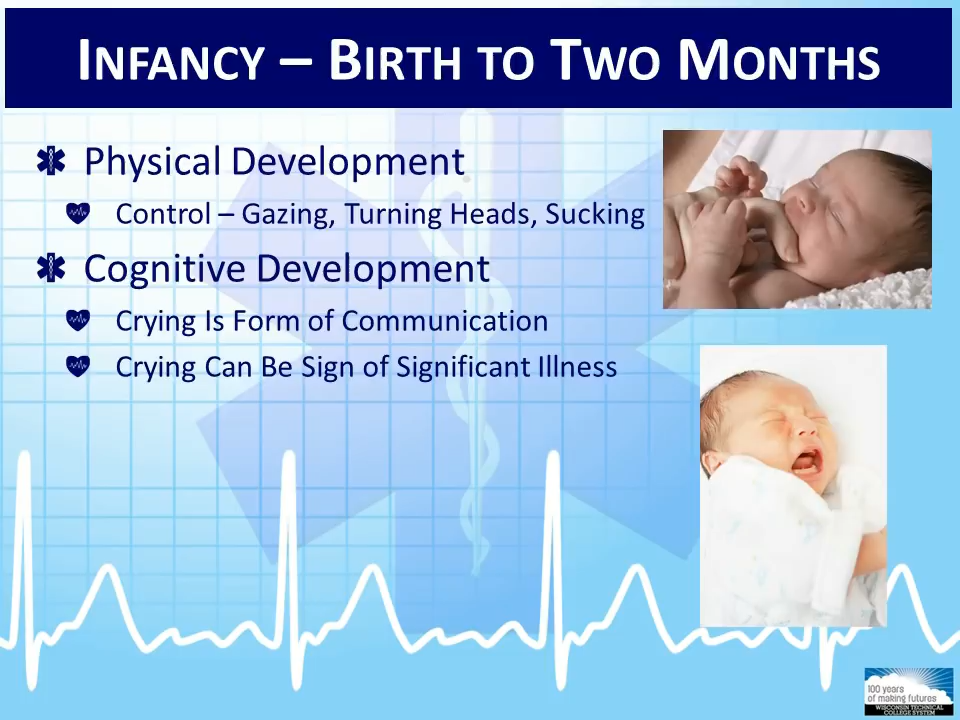 INFANCY – BIRTH TO TWO MONTHS
Physical Development
Control – Gazing, Turning Heads, Sucking
Cognitive Development
Crying Is Form of Communication
Crying Can Be Sign of Significant Illness
100 years
of making futures
WISCONSIN TECHNICAL
COLLEGE SYSTEM